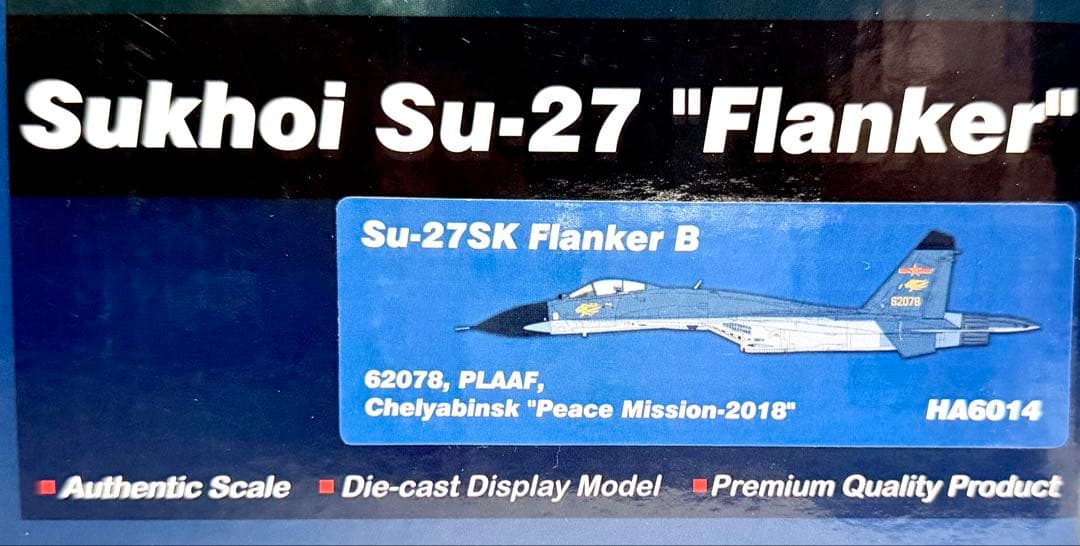 Sukhoi Su-27 "Flanker"
Su-27SK Flanker B
62078
62078, PLAAF,
Chelyabinsk "Peace Mission-2018"
HA6014
Authentic Scale
Die-cast Display Model
Premium Quality Product